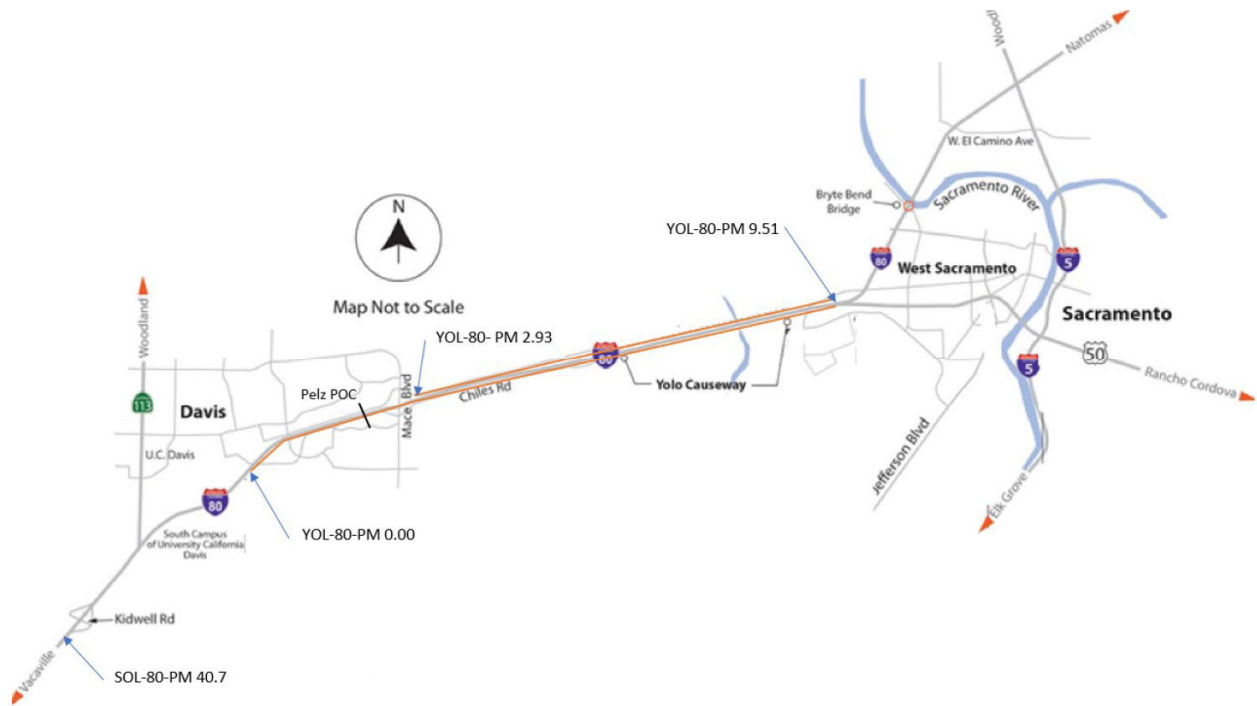 Woodl
Natomas
W. El Camino Ave
N
Bryte Bend
Bridge
Sacramento River
YOL-80-PM 9.51
80
West Sacramento
5
Map Not to Scale
Woodland
Sacramento
YOL-80- PM 2.93
80
50
5
Rancho Cordova
Pelz POC
Mace Blvd
Chiles Rd
Yolo Causeway
113
Davis
U.C. Davis
Jefferson Blvd
80
Elk Grove
South Campus
of University California
Davis
YOL-80-PM 0.00
Kidwell Rd
Vacaville
SOL-80-PM 40.7